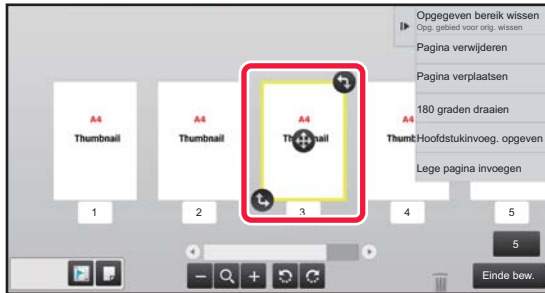 Opgegeven bereik wissen
Opg. gebied voor orig. wissen
Pagina verwijderen
Pagina verplaatsen
180 graden draaien
Hoofdstukinvoeg. opgeven
Lege pagina invoegen
A4
Thumbnail
A4
Thumbnail
A4
Thumbnail
1
2
3
4
5
5
Einde bew.